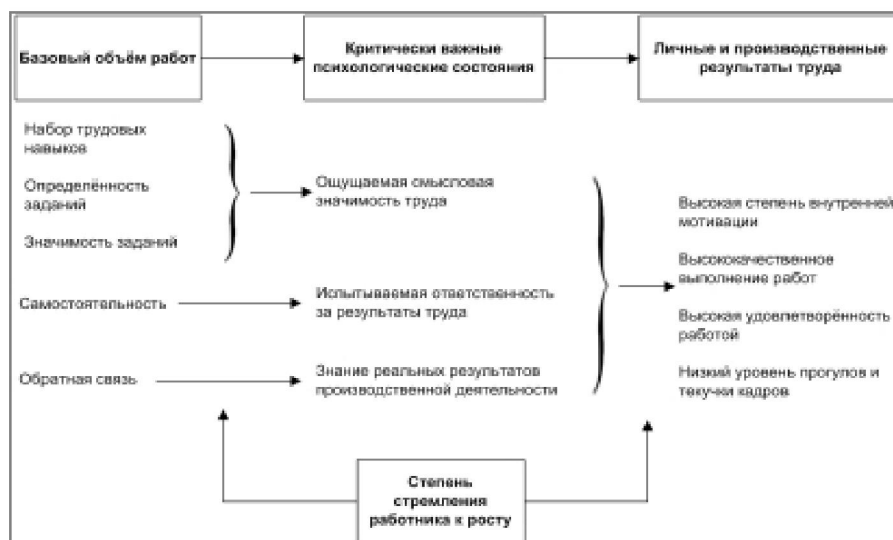 Базовый объём работ
Критически важные
психологические состояния
Личные и производственные
результаты труда
Набор трудовых
навыков
Определённость
заданий
Значимость заданий
Ощущаемая смысловая
значимость труда
Самостоятельность
Испытываемая ответственность
за результаты труда
Обратная связь
Знание реальных результатов
производственной деятельности
Высокая степень внутренней
мотивации
Высококачественное
выполнение работ
Высокая удовлетворённость
работой
Низкий уровень прогулов и
текучки кадров
Степень
стремления
работника к росту